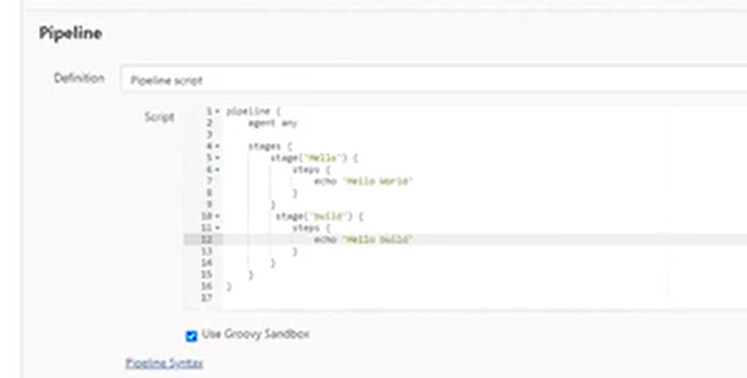 Pipeline
Definition
Pipeline script
Script
1 pipeline {
2     agent any
3
4     stages {
5         stage('Hello') {
6             steps {
7                 echo 'Hello World'
8             }
9         }
10         stage('build') {
11             steps {
12                 echo 'Hello build'
13             }
14         }
15     }
16 }
17
Use Groovy Sandbox
Pipeline Syntax